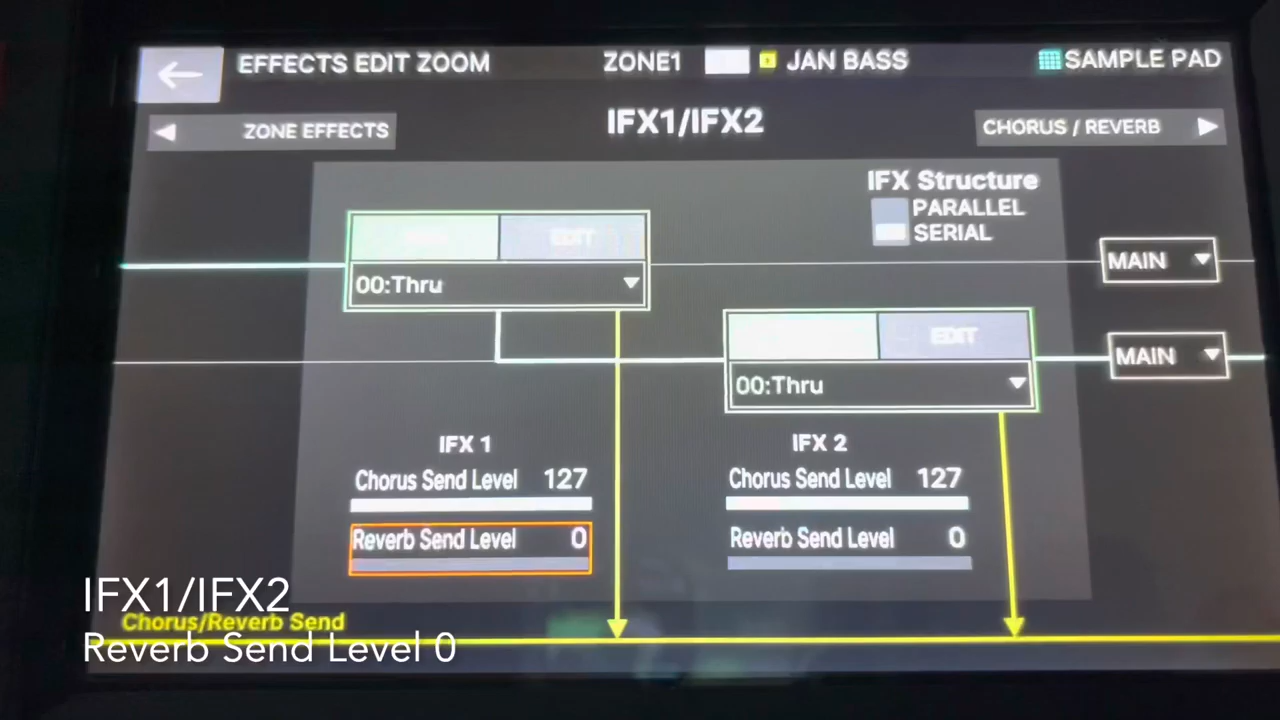 EFFECTS EDIT ZOOM ZONE1 JAN BASS SAMPLE PAD
ZONE EFFECTS IFX1/IFX2 CHORUS / REVERB
IFX Structure
PARALLEL
SERIAL
EDIT
MAIN
00:Thru
EDIT
MAIN
00:Thru
IFX 1 IFX 2
Chorus Send Level 127 Chorus Send Level 127
Reverb Send Level 0 Reverb Send Level 0
IFX1/IFX2
Chorus/Reverb Send
Reverb Send Level 0